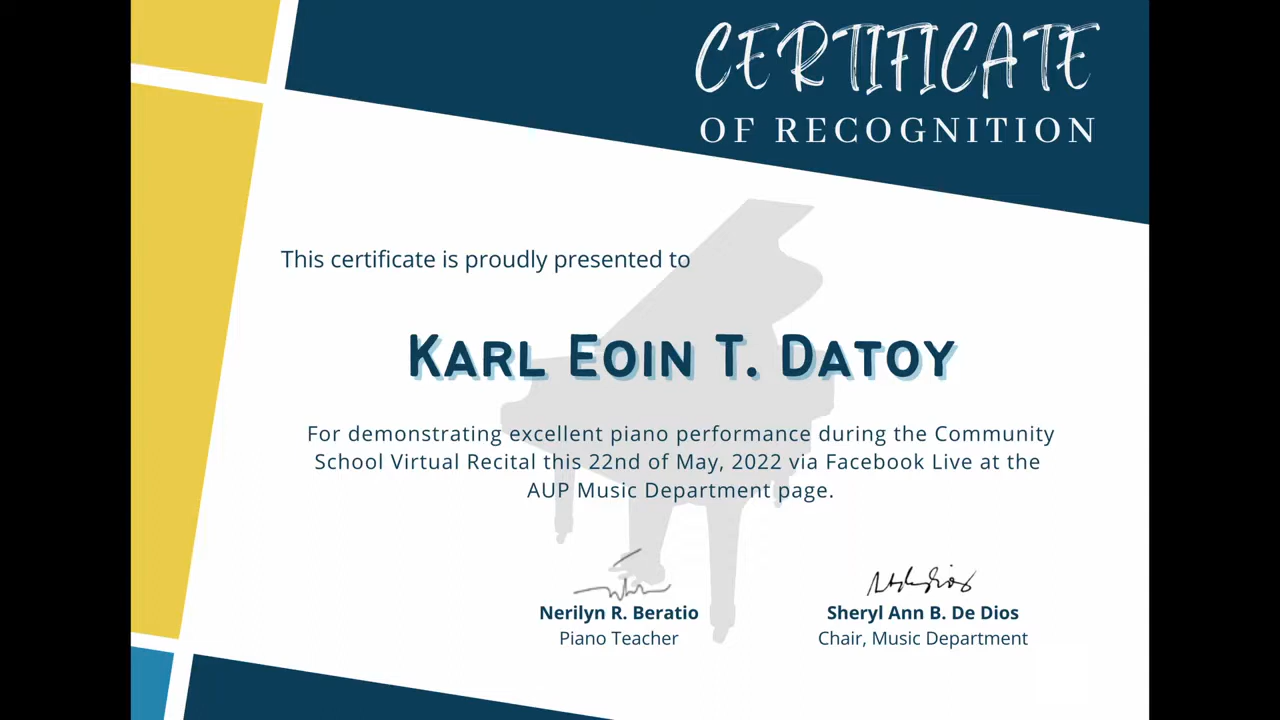 CERTIFICATE
OF RECOGNITION
This certificate is proudly presented to
KARL EOIN T. DATOY
For demonstrating excellent piano performance during the Community
School Virtual Recital this 22nd of May, 2022 via Facebook Live at the
AUP Music Department page.
Nerilyn R. Beratio
Piano Teacher
Sheryl Ann B. De Dios
Chair, Music Department